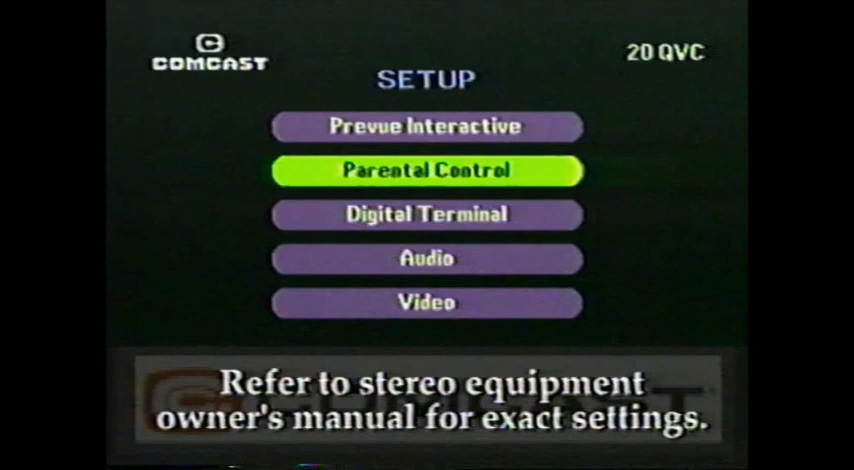 COMCAST
20 QVC
SETUP
Prevue Interactive
Parental Control
Digital Terminal
Audio
Video
Refer to stereo equipment
owner's manual for exact settings.